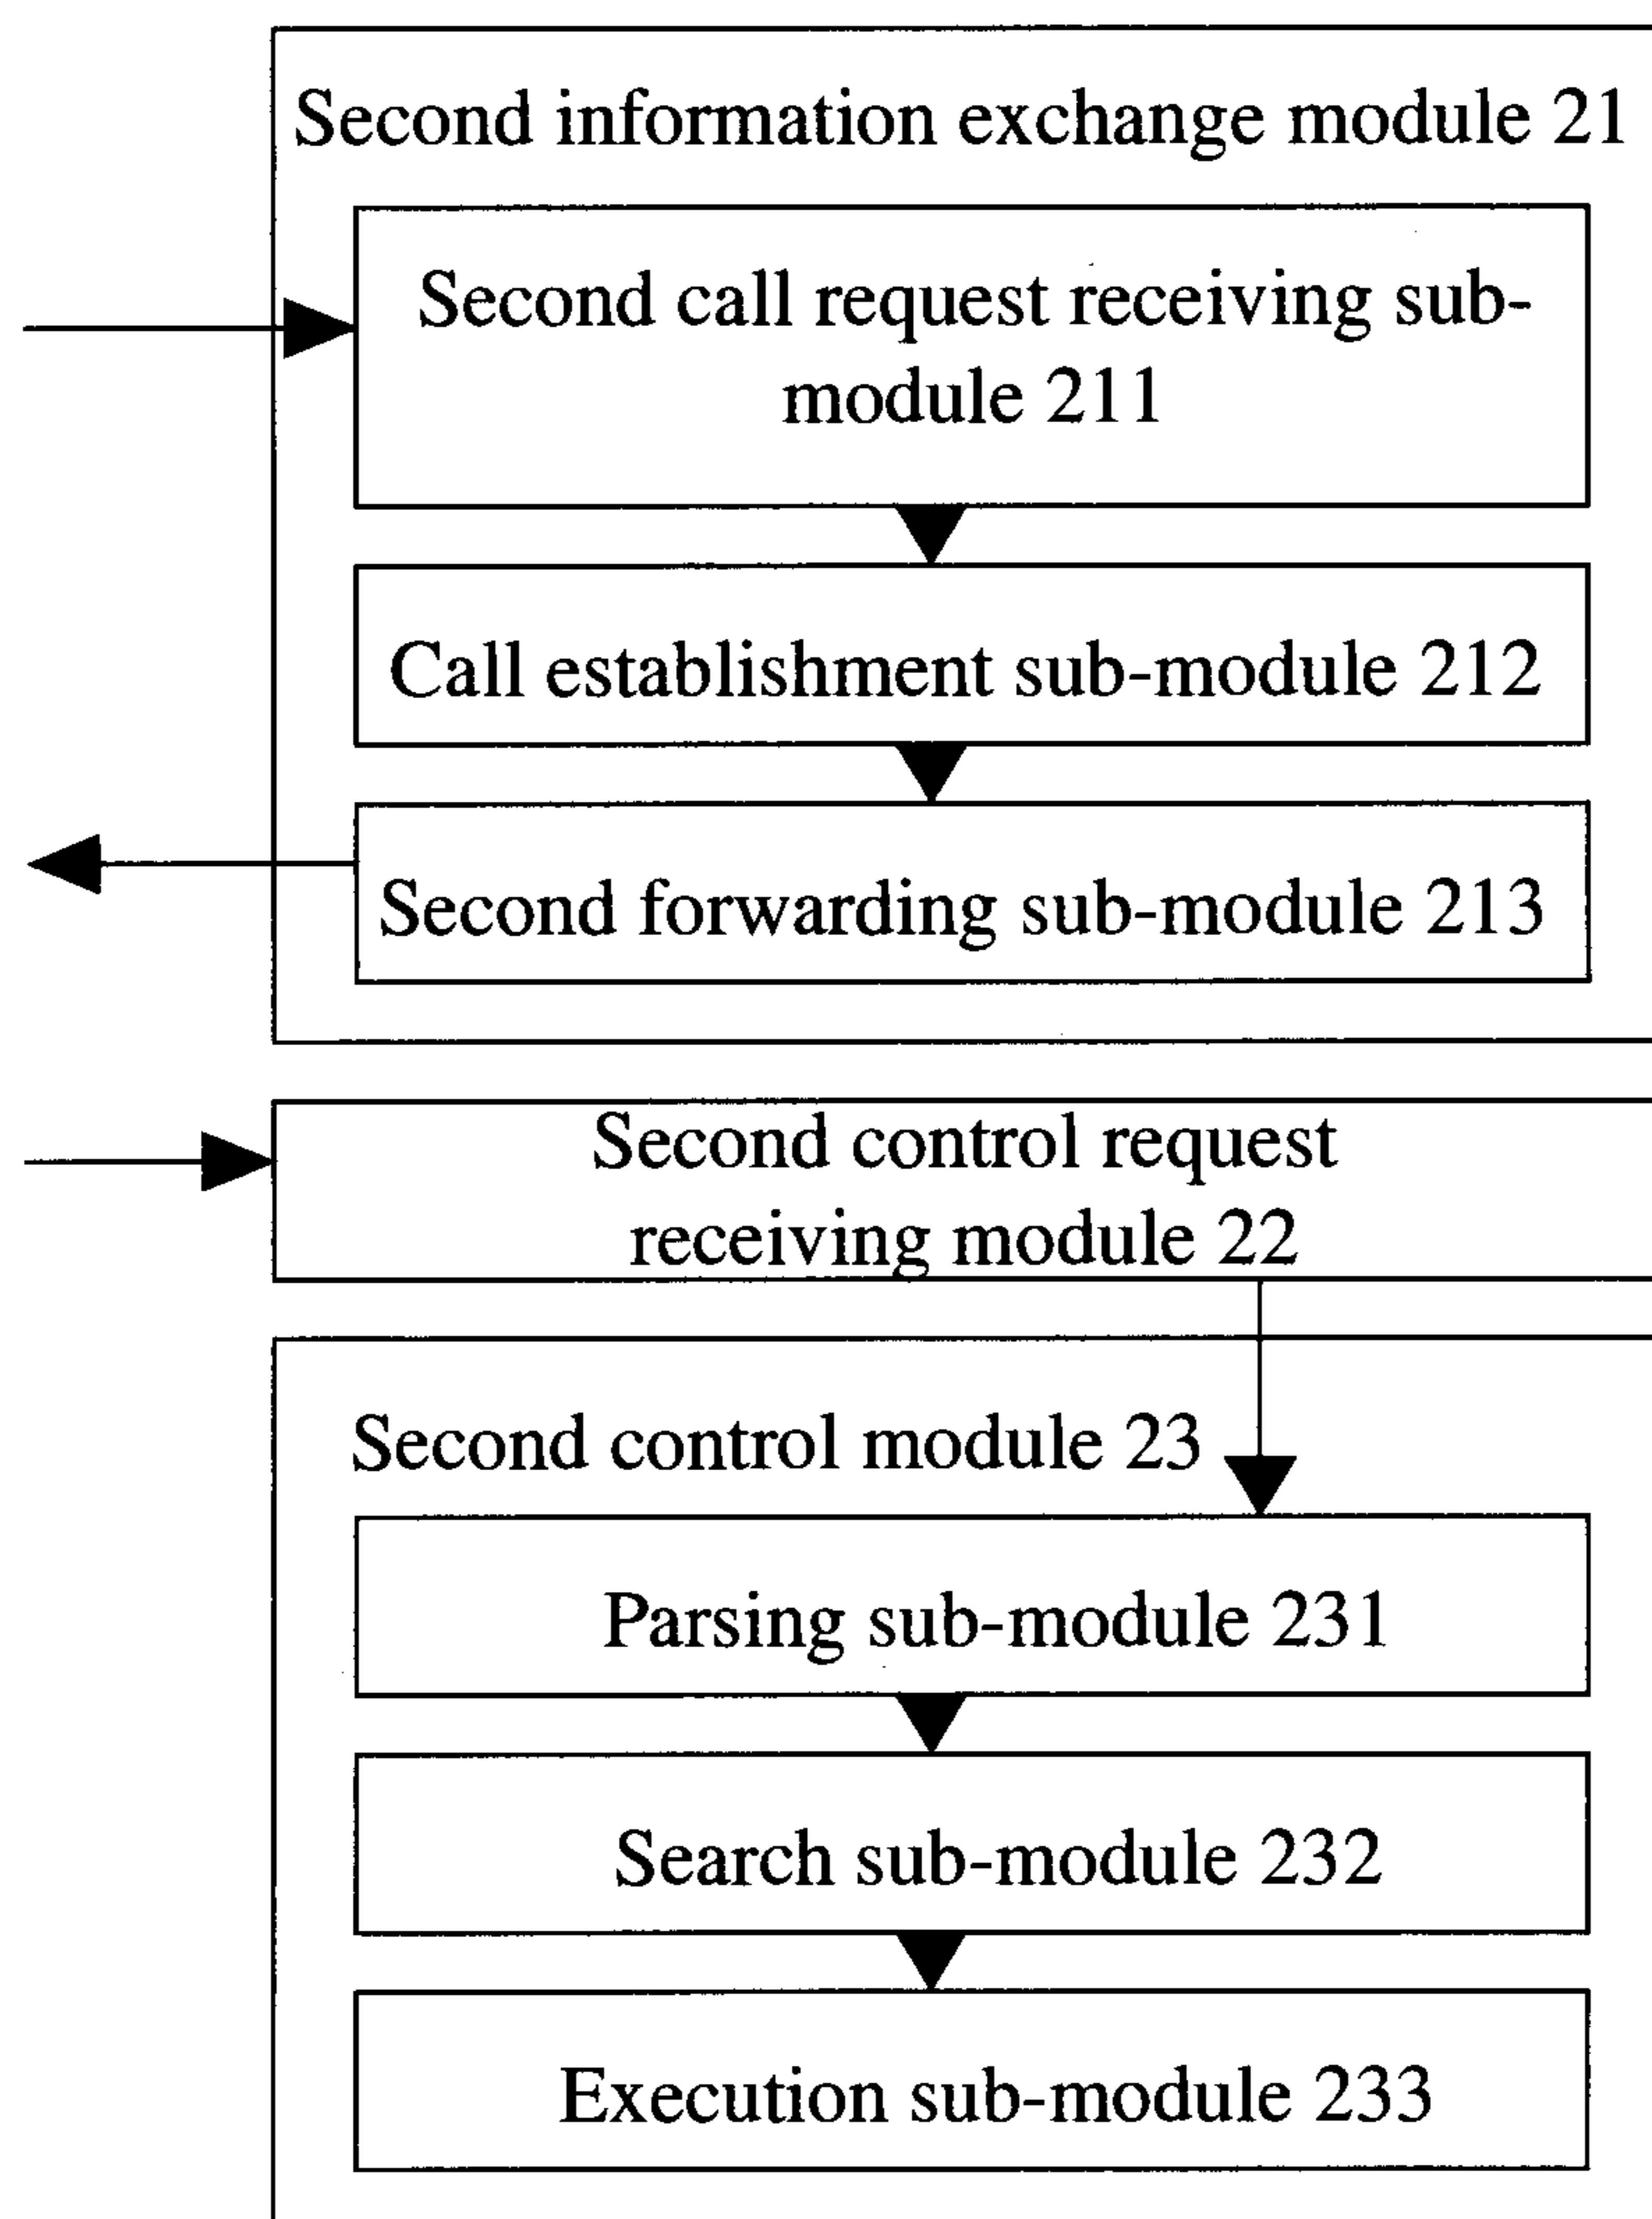 Second information exchange module 21
Second call request receiving sub-
module 211
Call establishment sub-module 212
Second forwarding sub-module 213
Second control request
receiving module 22
Second control module 23
Parsing sub-module 231
Search sub-module 232
Execution sub-module 233